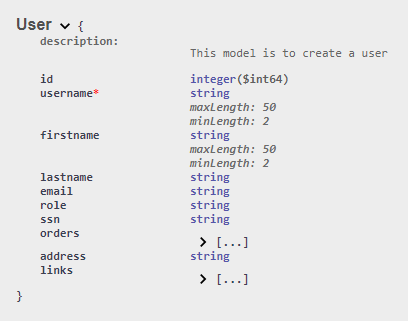 User {
description:
This model is to create a user
id integer($int64)
username* string
maxLength: 50
minLength: 2
firstname string
maxLength: 50
minLength: 2
lastname string
email string
role string
ssn string
orders
[...]
address string
links
[...]
}